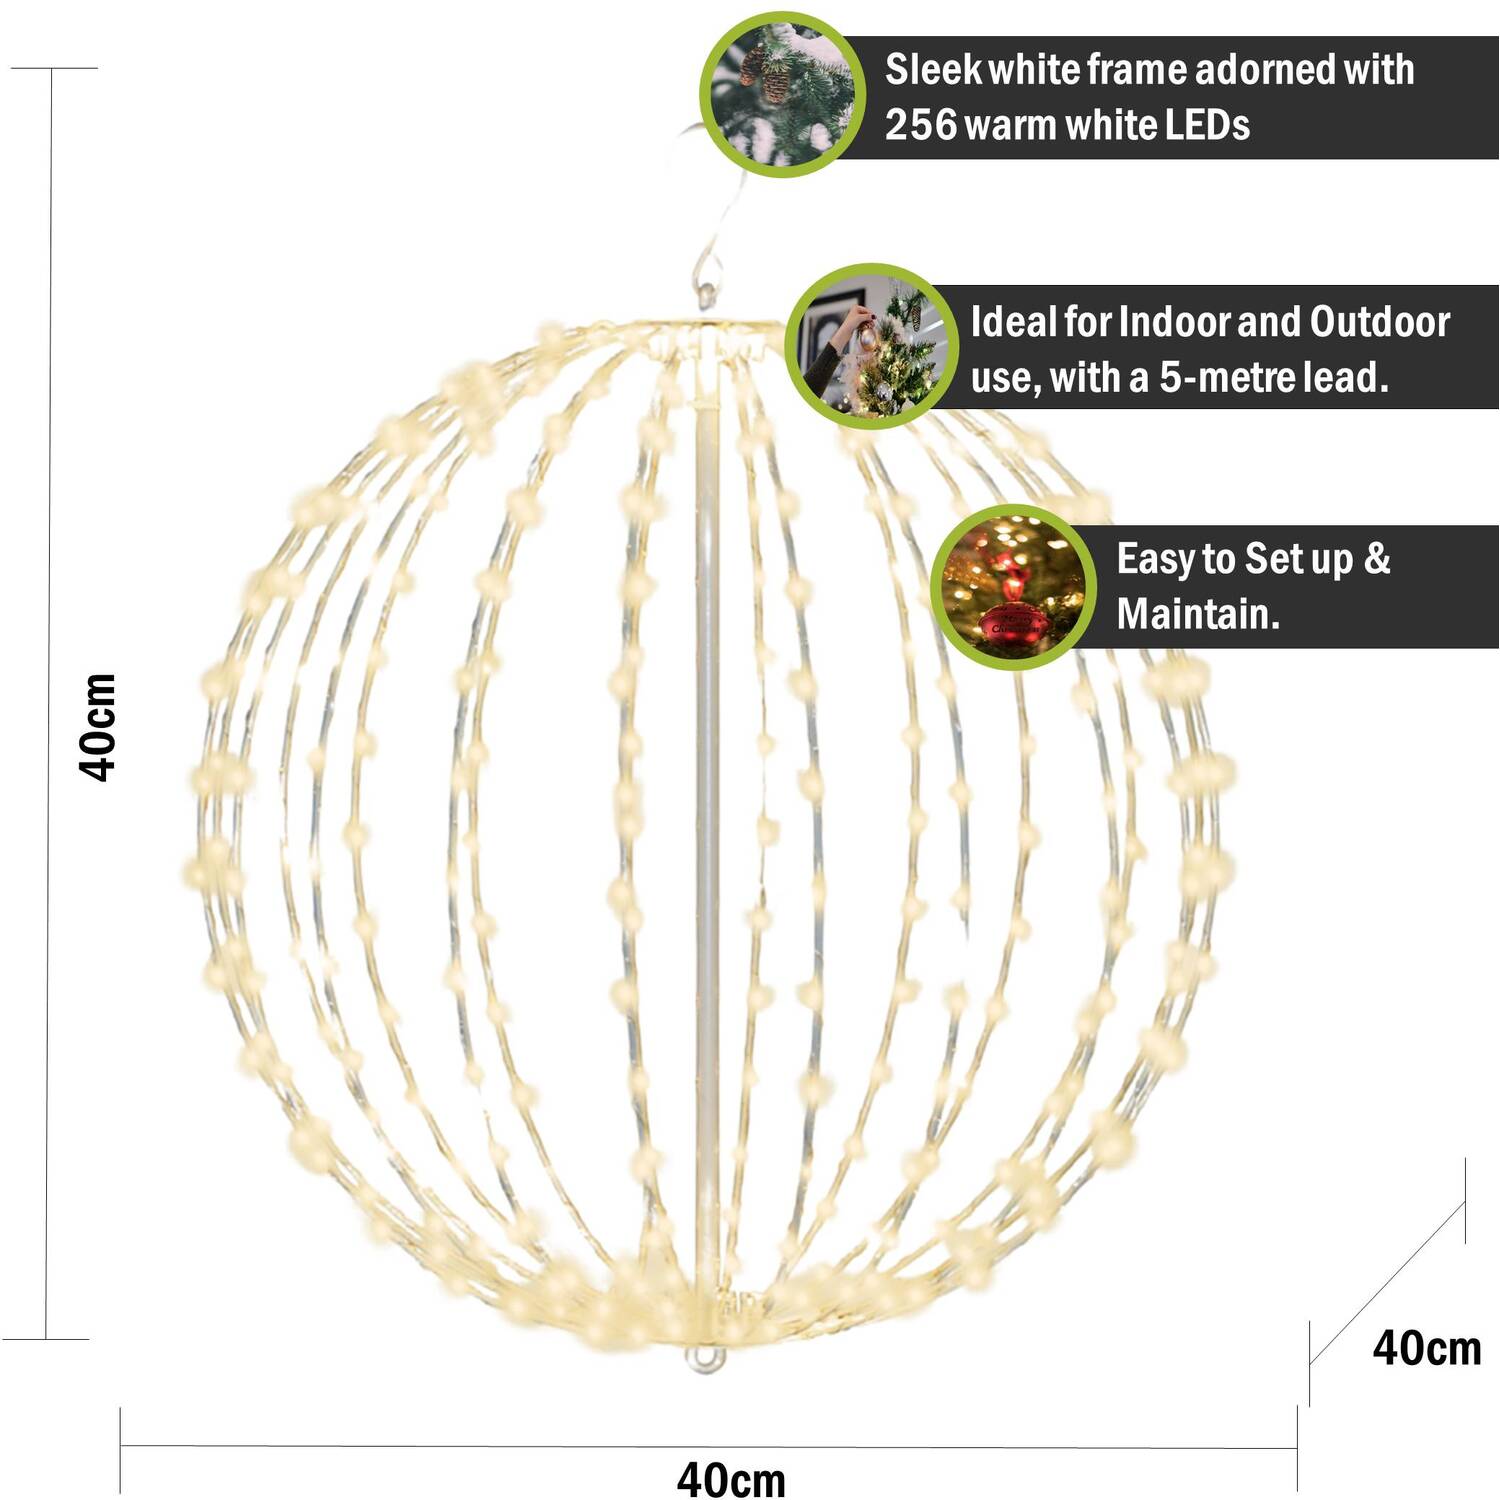 Sleek white frame adorned with
256 warm white LEDs
Ideal for Indoor and Outdoor
use, with a 5-metre lead.
Easy to Set up &
Maintain.
40cm
40cm
40cm